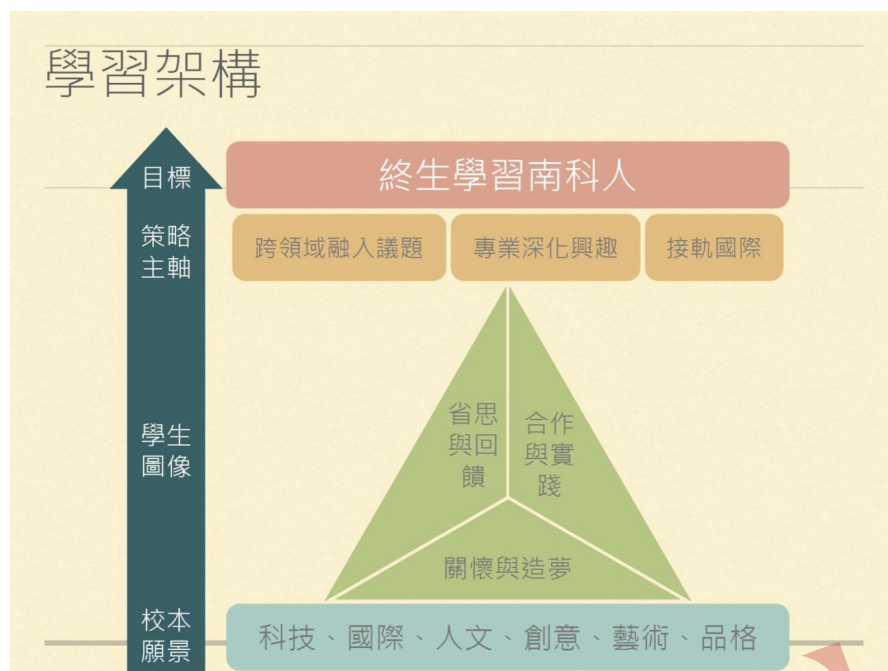 學習架構
目標
終生學習南科人
策略
主軸
跨領域融入議題
專業深化興趣
接軌國際
學生
圖像
省思
與回
饋
合作
與實
踐
關懷與造夢
校本
願景
科技、國際、人文、創意、藝術、品格